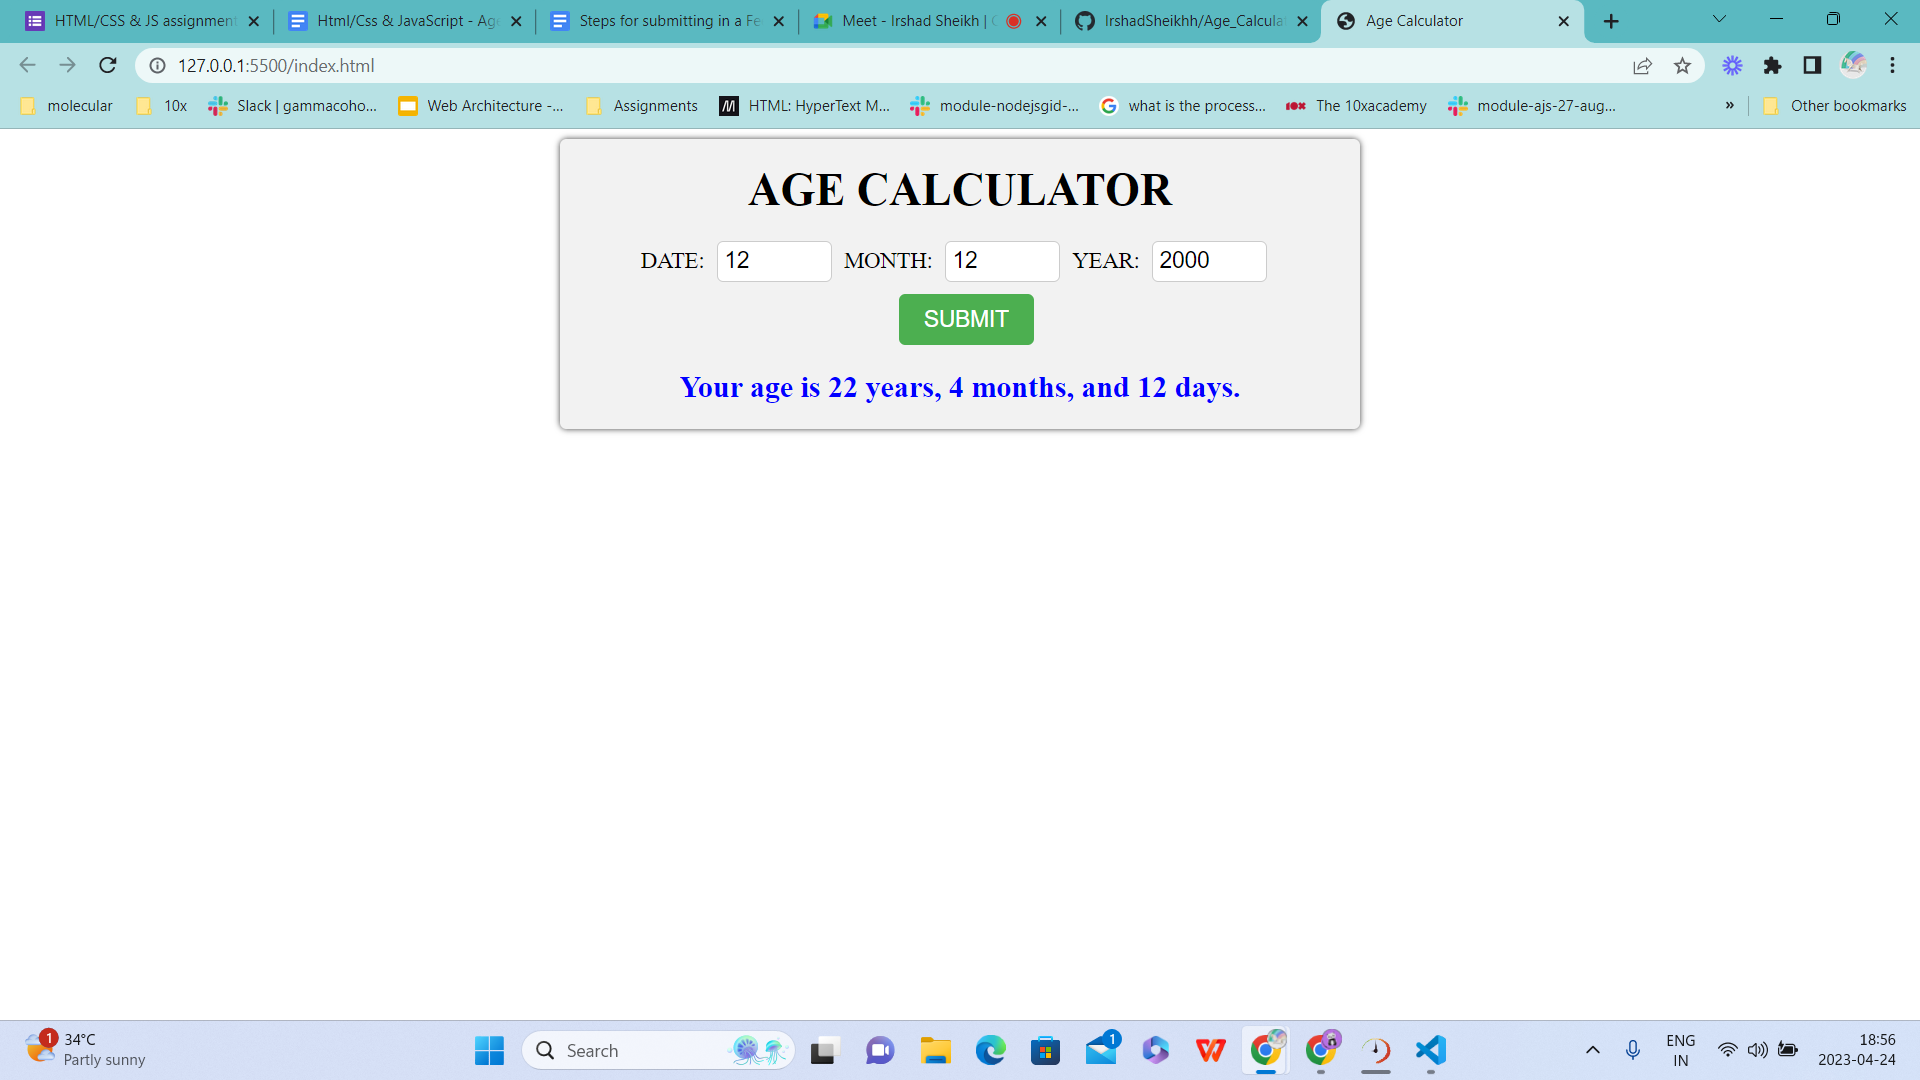 HTML/CSS & JS assignment
Html/Css & JavaScript - Age
Steps for submitting in a Fe
Meet - Irshad Sheikh |
IrshadSheikhh/Age_Calcula
Age Calculator
127.0.0.1:5500/index.html
molecular
10x
Slack | gammacoho...
Web Architecture -...
Assignments
HTML: HyperText M...
module-nodejsgid-...
what is the process...
The 10xacademy
module-ajs-27-aug...
»
Other bookmarks
AGE CALCULATOR
DATE: 12 MONTH: 12 YEAR: 2000
SUBMIT
Your age is 22 years, 4 months, and 12 days.
1
34°C
Partly sunny
Search
1
ENG
IN
18:56
2023-04-24